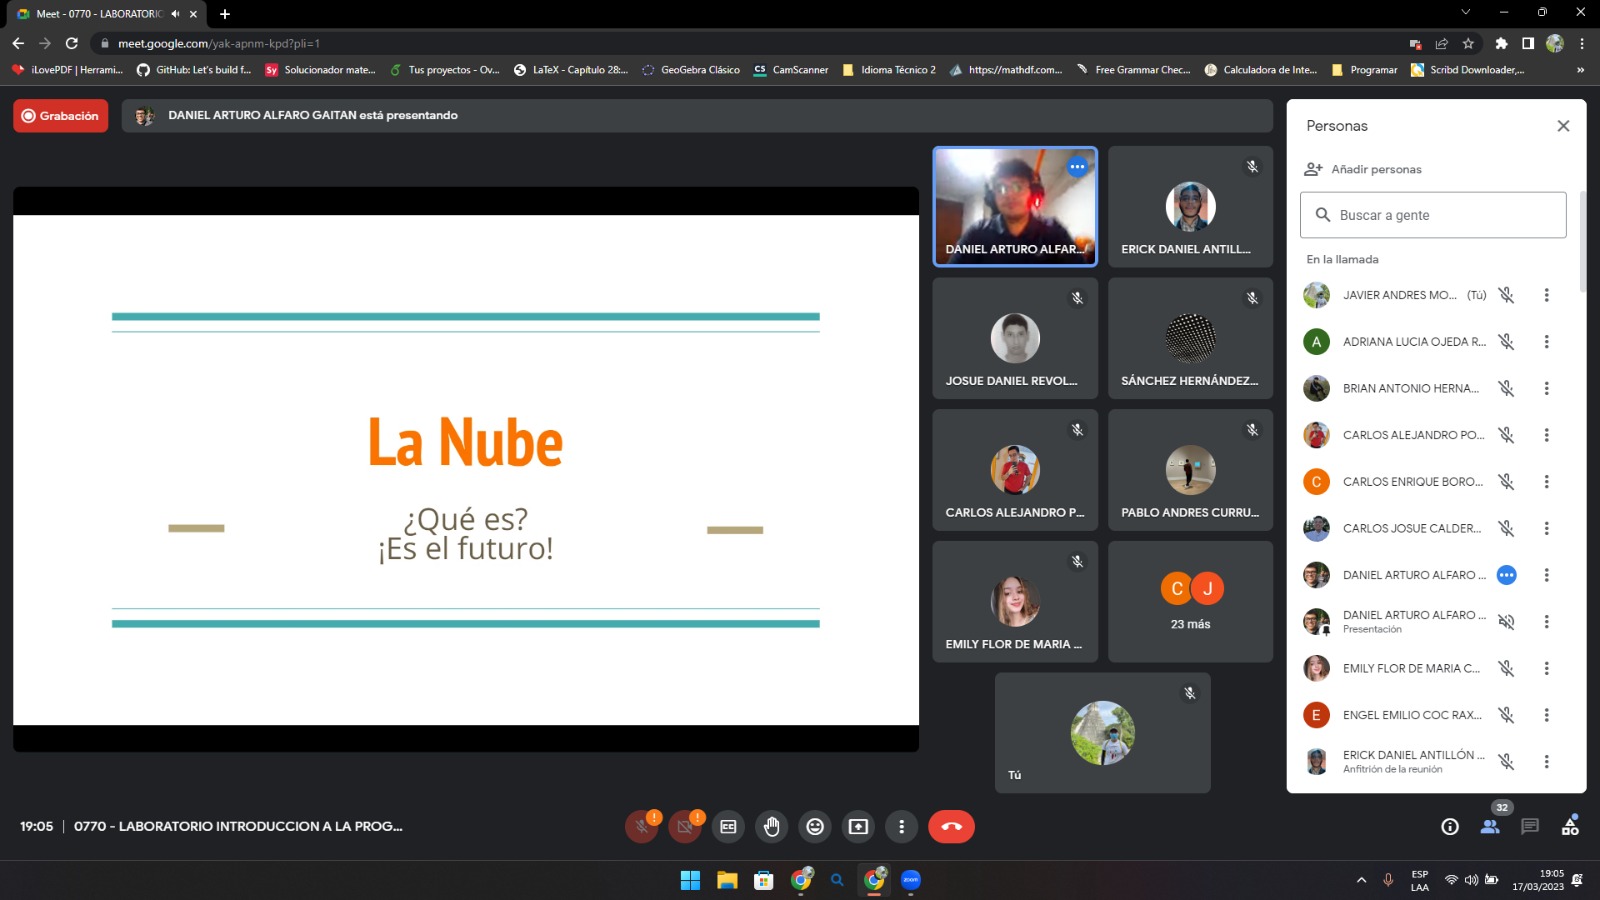 Meet - 0770 - LABORATORIO
meet.google.com/yak-apnm-kpd?pli=1
iLovePDF | Herrami...
GitHub: Let's build f...
Sy
Solucionador mate...
Tus proyectos - Ov...
LaTeX - Capítulo 28:...
GeoGebra Clásico
CS
CamScanner
Idioma Técnico 2
https://mathdf.com...
Free Grammar Chec...
Calculadora de Inte...
Programar
Scribd Downloader,...
»
Grabación
DANIEL ARTURO ALFARO GAITAN está presentando
La Nube
¿Qué es?
¡Es el futuro!
DANIEL ARTURO ALFAR...
ERICK DANIEL ANTILL...
JOSUE DANIEL REVOL...
SÁNCHEZ HERNÁNDEZ...
CARLOS ALEJANDRO P...
PABLO ANDRES CURRU...
EMILY FLOR DE MARIA ...
C J
23 más
Tú
Personas
Añadir personas
Buscar a gente
En la llamada
JAVIER ANDRES MO... (Tú)
A
ADRIANA LUCIA OJEDA R...
BRIAN ANTONIO HERNA...
CARLOS ALEJANDRO PO...
C
CARLOS ENRIQUE BORO...
CARLOS JOSUE CALDER...
DANIEL ARTURO ALFARO ...
DANIEL ARTURO ALFARO ...
Presentación
EMILY FLOR DE MARIA C...
E
ENGEL EMILIO COC RAX...
ERICK DANIEL ANTILLÓN ...
Anfitrión de la reunión
19:05 | 0770 - LABORATORIO INTRODUCCION A LA PROG...
32
zoom
ESP
LAA
19:05
17/03/2023